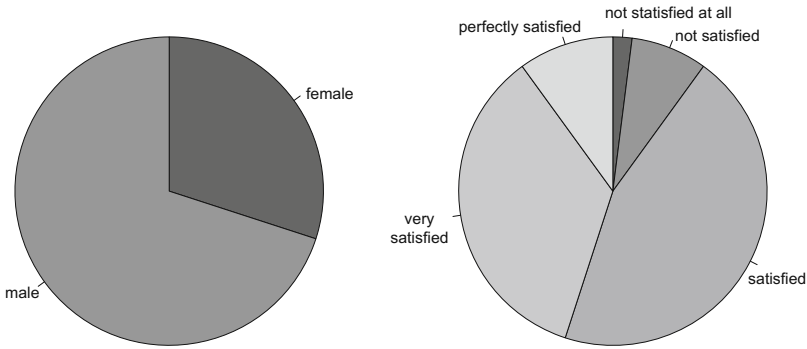 female
male
not statisfied at all
not satisfied
perfectly satisfied
very
satisfied
satisfied